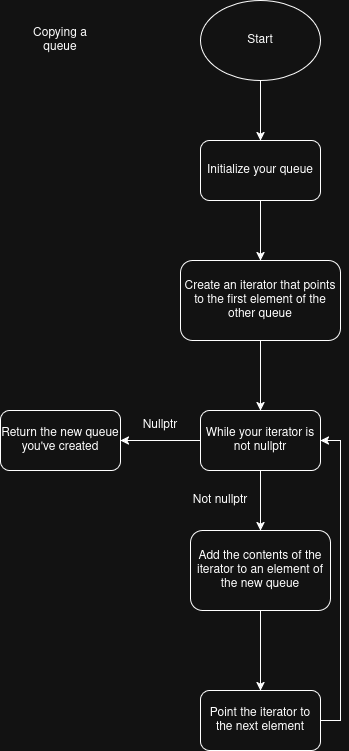 Copying a
queue
Start
Initialize your queue
Create an iterator that points
to the first element of the
other queue
While your iterator is
not nullptr
Nullptr
Return the new queue
you've created
Not nullptr
Add the contents of the
iterator to an element of
the new queue
Point the iterator to
the next element